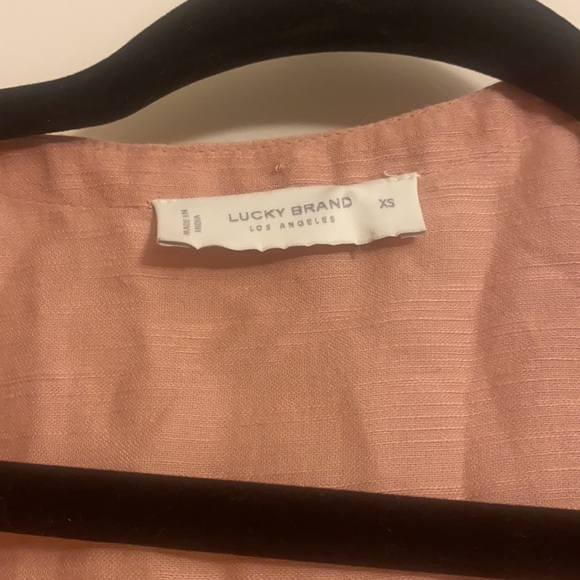 MADE IN
INDIA
LUCKY BRAND
LOS ANGELES
XS